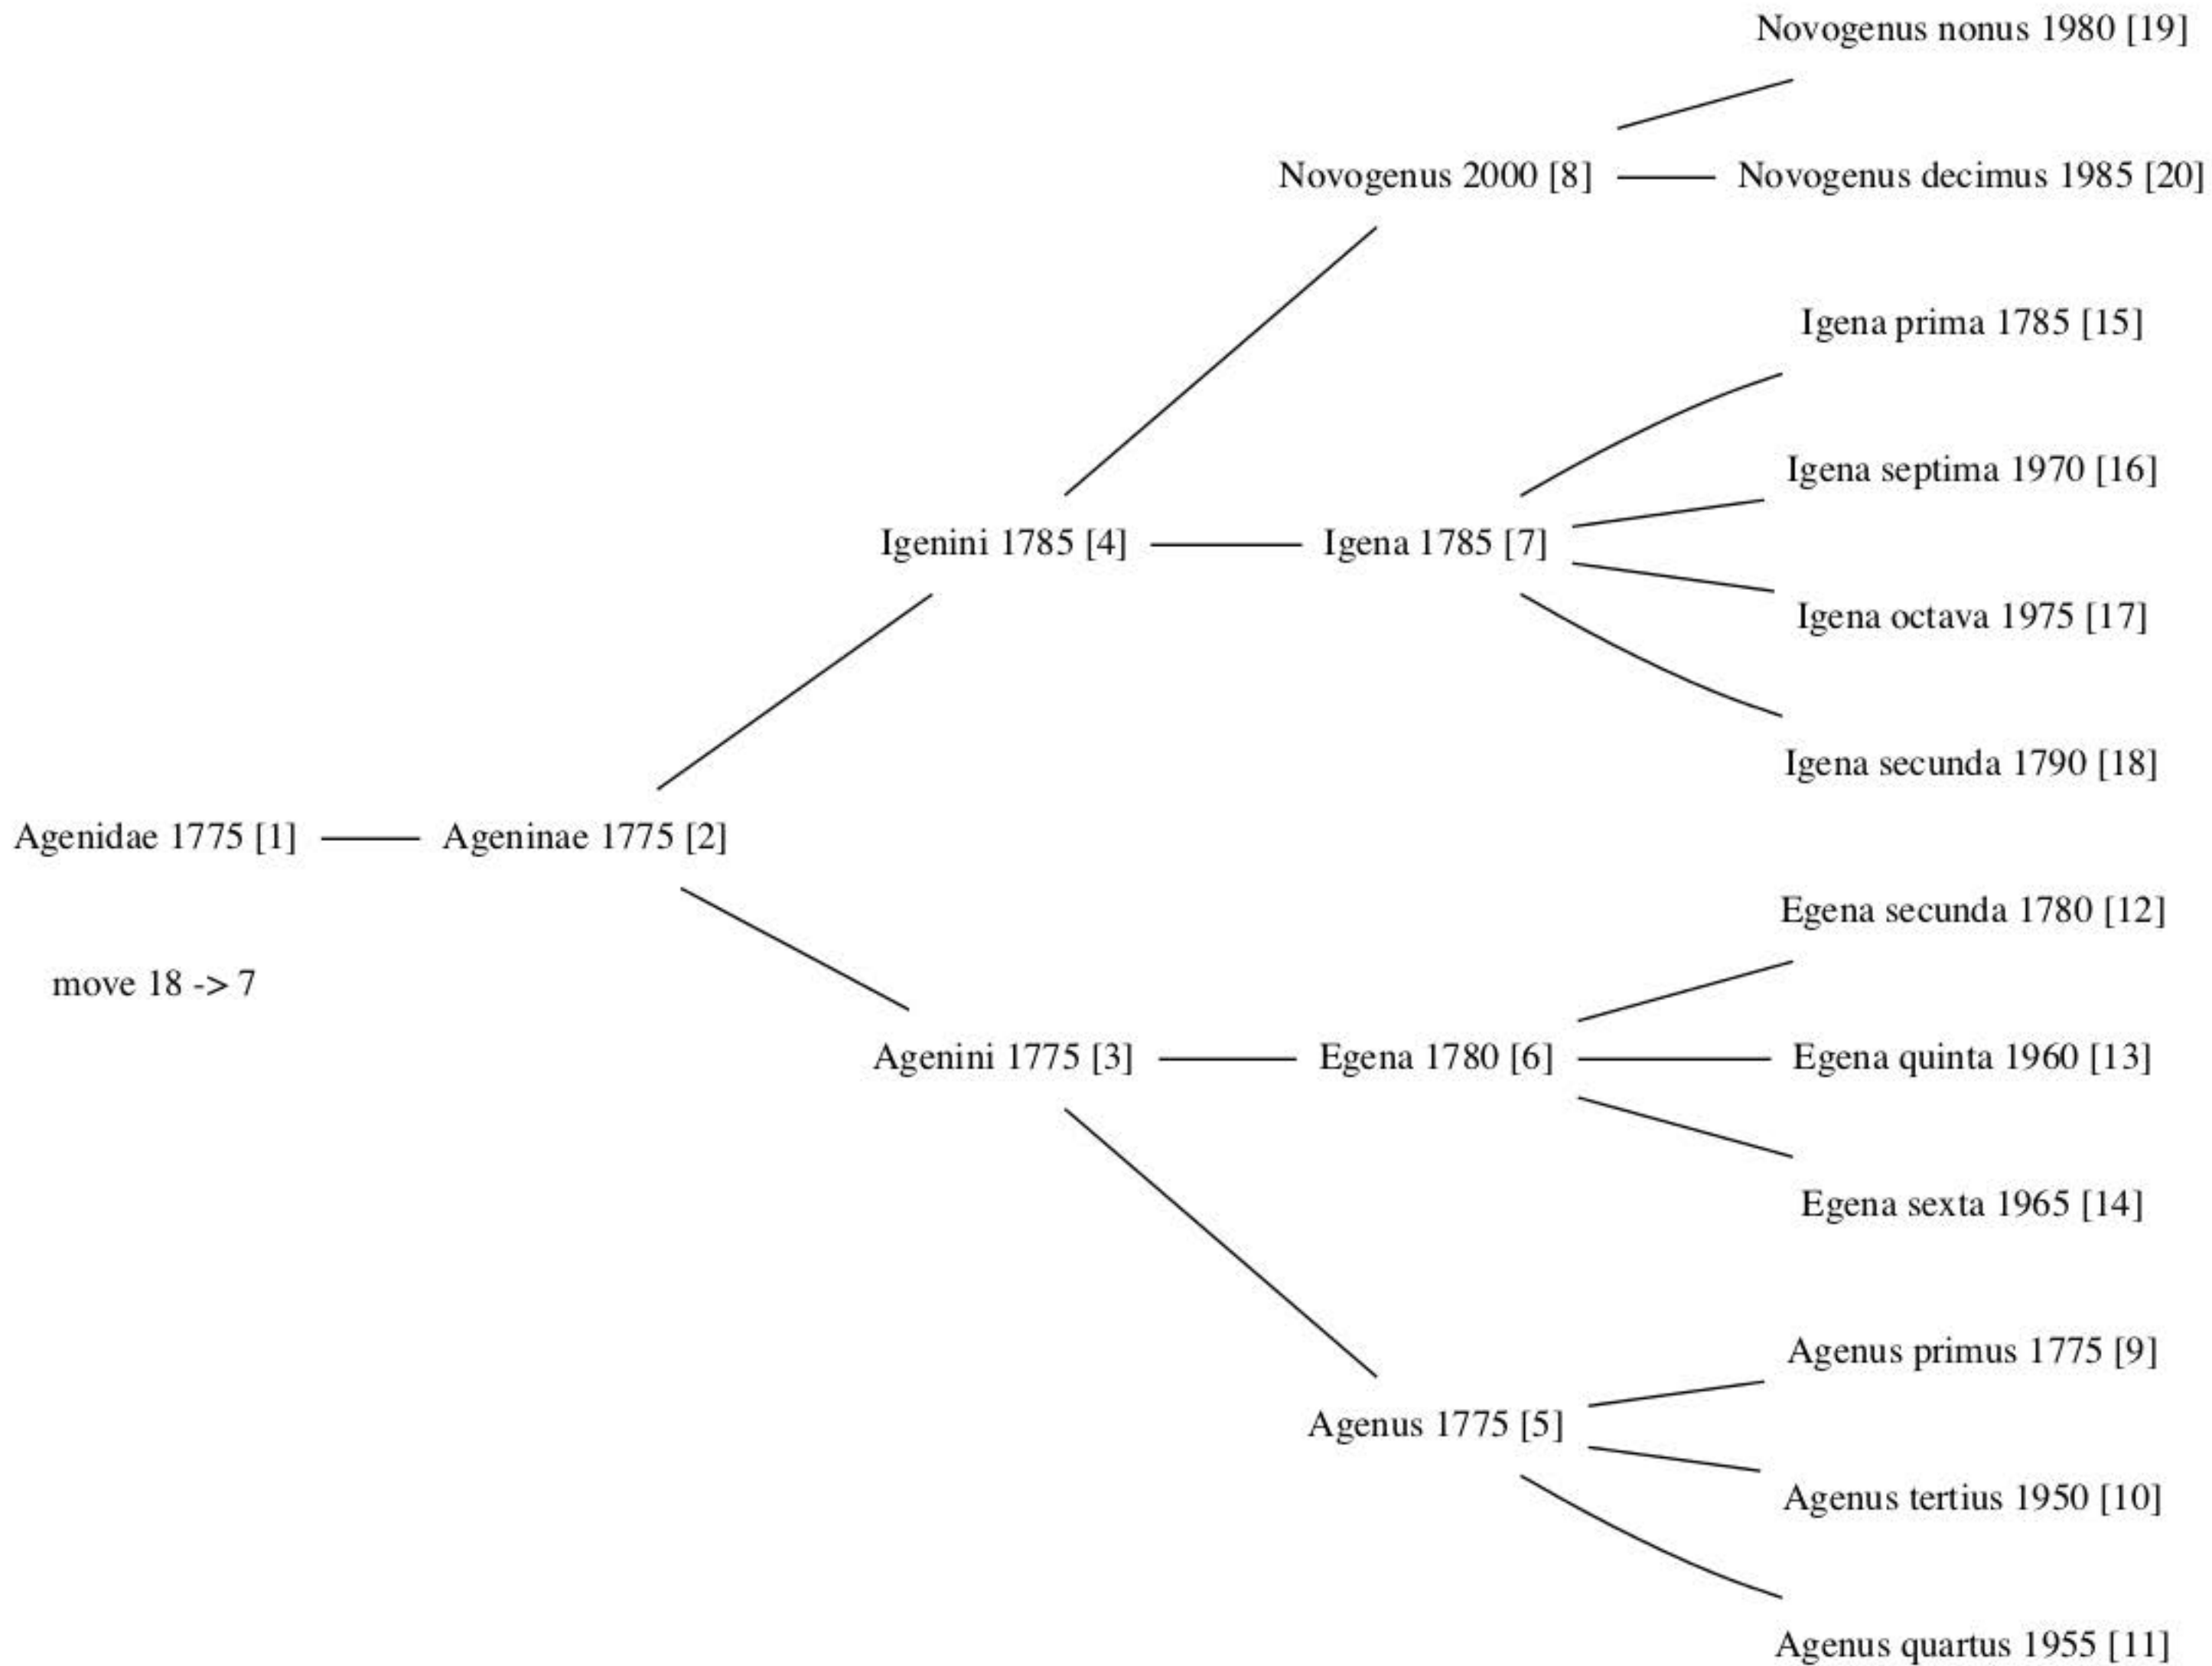 Novogenus nonus 1980 [19]
Novogenus 2000 [8]
Novogenus decimus 1985 [20]
Igena prima 1785 [15]
Igena septima 1970 [16]
Igenini 1785 [4]
Igena 1785 [7]
Igena octava 1975 [17]
Igena secunda 1790 [18]
Agenidae 1775 [1]
Ageninae 1775 [2]
Egena secunda 1780 [12]
move 18 -> 7
Agenini 1775 [3]
Egena 1780 [6]
Egena quinta 1960 [13]
Egena sexta 1965 [14]
Agenus primus 1775 [9]
Agenus 1775 [5]
Agenus tertius 1950 [10]
Agenus quartus 1955 [11]